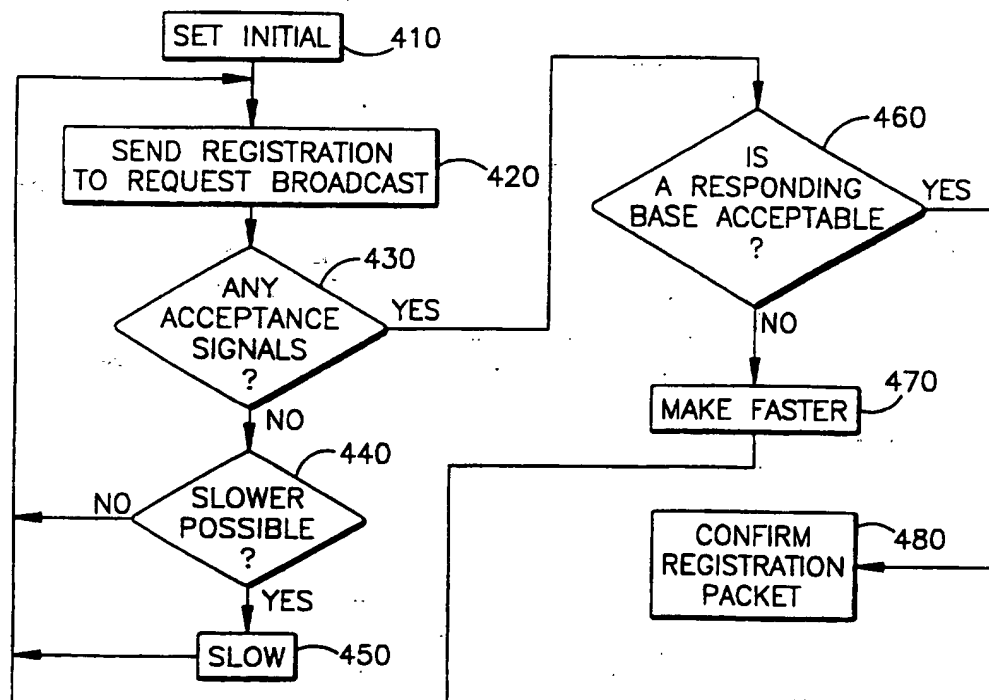 SET INITIAL
410
SEND REGISTRATION
TO REQUEST BROADCAST
420
ANY
ACCEPTANCE
SIGNALS
?
430
YES
NO
SLOWER
POSSIBLE
?
440
NO
YES
SLOW
450
IS
A RESPONDING
BASE ACCEPTABLE
?
460
YES
NO
MAKE FASTER
470
CONFIRM
REGISTRATION
PACKET
480